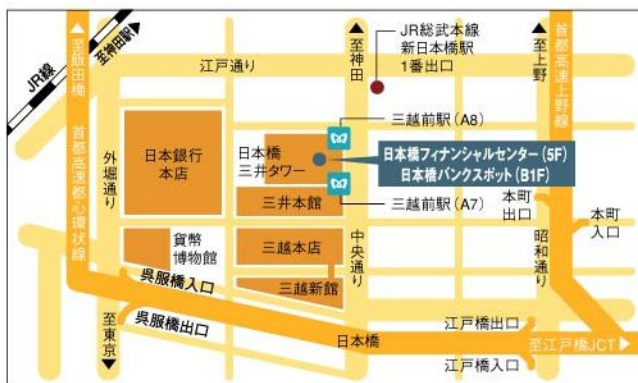 至飯田橋
至神田駅
JR線
江戸通り
至神田
JR総武本線
新日本橋駅
1番出口
至上野
首都高速上野線
首都高速都心環状線
外堀通り
日本銀行
本店
日本橋
三井タワー
三越前駅(A8)
日本橋フィナンシャルセンター(5F)
日本橋バンクスポット(B1F)
三井本館
三越前駅(A7)
本町
出口
本町
入口
貨幣
博物館
三越本店
中央通り
昭和通り
呉服橋入口
三越新館
呉服橋出口
至東京
日本橋
江戸橋出口
江戸橋入口
至江戸橋JCT